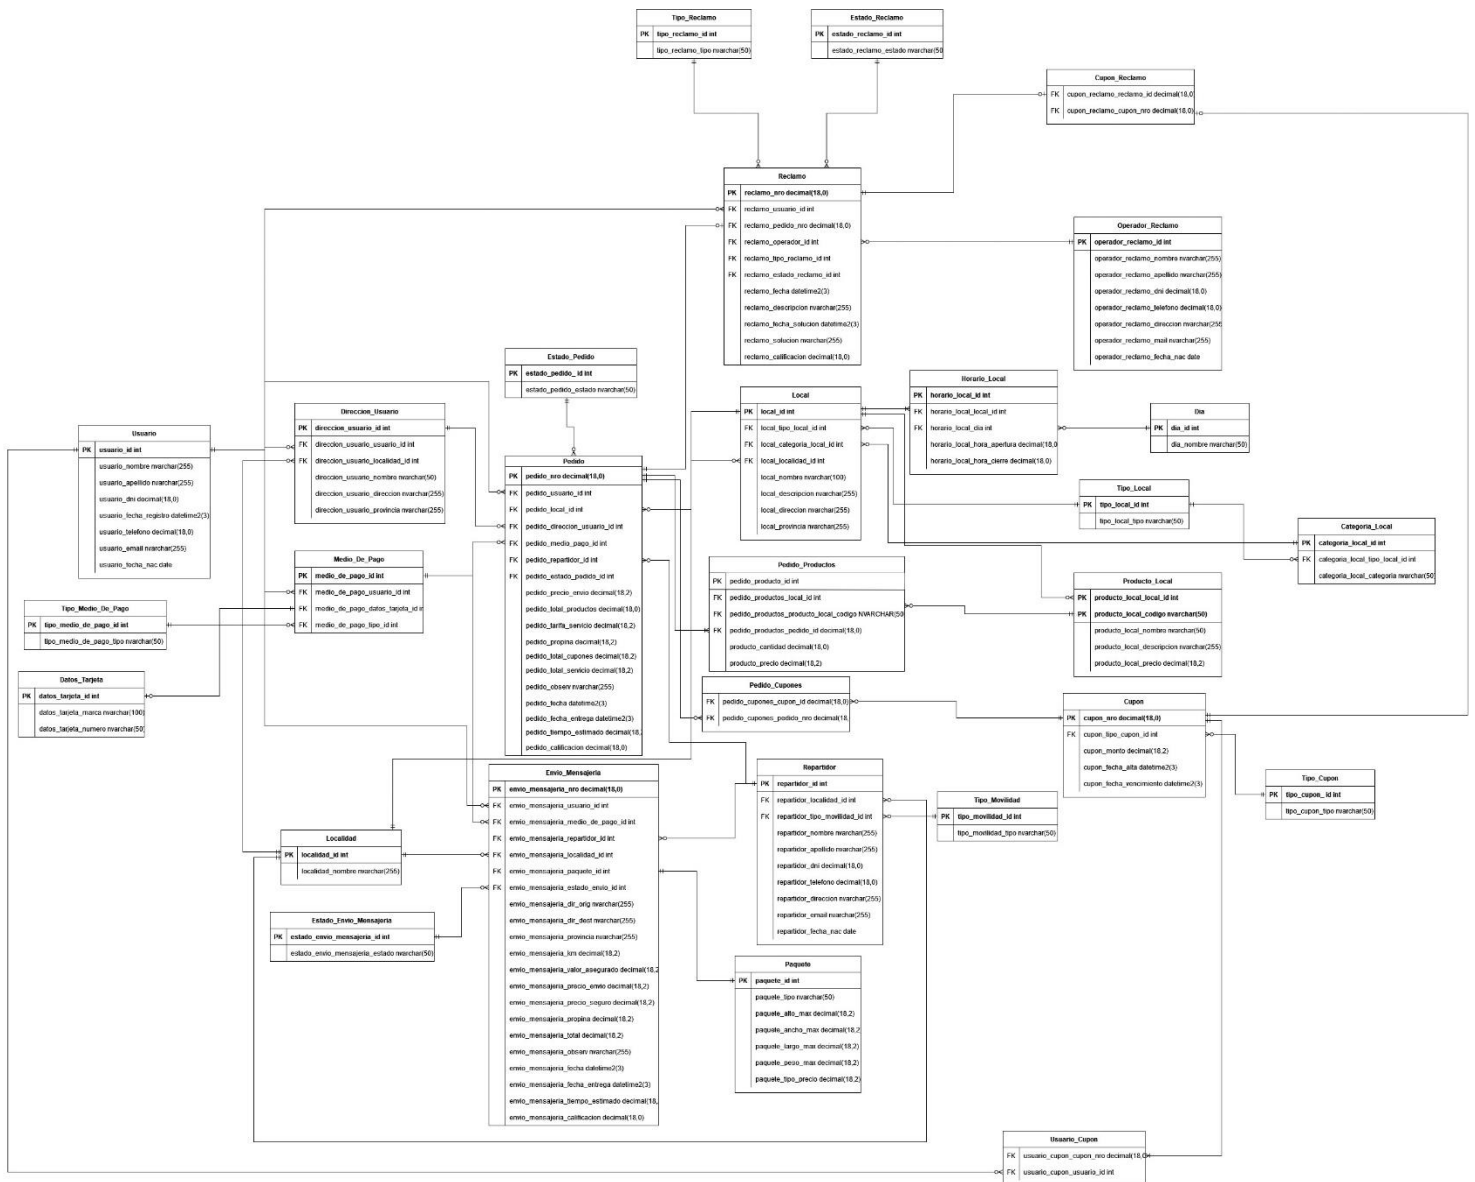 Tipo_Reclamo
PK tipo_reclamo_id int
tipo_reclamo_tipo nvarchar(50)
Estado_Reclamo
PK estado_reclamo_id int
estado_reclamo_estado nvarchar(50
Cupon_Reclamo
FK cupon_reclamo_reclamo_id decimal(18,0
FK cupon_reclamo_cupon_nro decimal(18,0)
Reclamo
PK reclamo_nro decimal(18,0)
FK reclamo_usuario_id int
FK reclamo_pedido_nro decimal(18,0)
FK reclamo_operador_id int
FK reclamo_tipo_reclamo_id int
FK reclamo_estado_reclamo_id int
reclamo_fecha datetime2(3)
reclamo_descripcion nvarchar(255)
reclamo_fecha_solucion datetime2(3)
reclamo_solucion nvarchar(255)
reclamo_calificacion decimal(18,0)
Operador_Reclamo
PK operador_reclamo_id int
operador_reclamo_nombre nvarchar(255)
operador_reclamo_apellido nvarchar(255)
operador_reclamo_dni decimal(18,0)
operador_reclamo_telefono decimal(18,0)
operador_reclamo_direccion nvarchar(255
operador_reclamo_mail nvarchar(255)
operador_reclamo_fecha_nac date
Estado_Pedido
PK estado_pedido_id int
estado_pedido_estado nvarchar(50)
Local
PK local_id int
FK local_tipo_local_id int
FK local_categoria_local_id int
FK local_localidad_id int
local_nombre nvarchar(100)
local_descripcion nvarchar(255)
local_direccion nvarchar(255)
local_provincia nvarchar(255)
Horario_Local
PK horario_local_id int
FK horario_local_local_id int
FK horario_local_dia int
horario_local_hora_apertura decimal(18,0
horario_local_hora_cierre decimal(18,0)
Dia
PK dia_id int
dia_nombre nvarchar(50)
Usuario
PK usuario_id int
usuario_nombre nvarchar(255)
usuario_apellido nvarchar(255)
usuario_dni decimal(18,0)
usuario_fecha_registro datetime2(3)
usuario_telefono decimal(18,0)
usuario_email nvarchar(255)
usuario_fecha_nac date
Direccion_Usuario
PK direccion_usuario_id int
FK direccion_usuario_usuario_id int
FK direccion_usuario_localidad_id int
direccion_usuario_nombre nvarchar(50)
direccion_usuario_direccion nvarchar(255)
direccion_usuario_provincia nvarchar(255)
Pedido
PK pedido_nro decimal(18,0)
FK pedido_usuario_id int
FK pedido_local_id int
FK pedido_direccion_usuario_id int
FK pedido_medio_pago_id int
FK pedido_repartidor_id int
FK pedido_estado_pedido_id int
pedido_precio_envio decimal(18,2)
pedido_total_productos decimal(18,0)
pedido_tarifa_servicio decimal(18,2)
pedido_propina decimal(18,2)
pedido_total_cupones decimal(18,2)
pedido_total_servicio decimal(18,2)
pedido_observ nvarchar(255)
pedido_fecha datetime2(3)
pedido_fecha_entrega datetime2(3)
pedido_tiempo_estimado decimal(18,
pedido_calificacion decimal(18,0)
Tipo_Local
PK tipo_local_id int
tipo_local_tipo nvarchar(50)
Categoria_Local
PK categoria_local_id int
FK categoria_local_tipo_local_id int
categoria_local_categoria nvarchar(50
Medio_De_Pago
PK medio_de_pago_id int
FK medio_de_pago_usuario_id int
FK medio_de_pago_datos_tarjeta_id ir
FK medio_de_pago_tipo_id int
Tipo_Medio_De_Pago
PK tipo_medio_de_pago_id int
tipo_medio_de_pago_tipo nvarchar(50)
Pedido_Productos
PK pedido_producto_id int
FK pedido_productos_local_id int
FK pedido_productos_producto_local_codigo NVARCHAR(50
FK pedido_productos_pedido_id decimal(18,0)
producto_cantidad decimal(18,0)
producto_precio decimal(18,2)
Producto_Local
PK producto_local_local_id int
PK producto_local_codigo nvarchar(50)
producto_local_nombre nvarchar(50)
producto_local_descripcion nvarchar(255)
producto_local_precio decimal(18,2)
Datos_Tarjeta
PK datos_tarjeta_id int
datos_tarjeta_marca nvarchar(100)
datos_tarjeta_numero nvarchar(50)
Pedido_Cupones
FK pedido_cupones_cupon_id decimal(18,0)
FK pedido_cupones_pedido_nro decimal(18,
Cupon
PK cupon_nro decimal(18,0)
FK cupon_tipo_cupon_id int
cupon_monto decimal(18,2)
cupon_fecha_alta datetime2(3)
cupon_fecha_vencimiento datetime2(3)
Envio_Mensajeria
PK envio_mensajeria_nro decimal(18,0)
FK envio_mensajeria_usuario_id int
FK envio_mensajeria_medio_de_pago_id int
FK envio_mensajeria_repartidor_id int
FK envio_mensajeria_localidad_id int
FK envio_mensajeria_paquete_id int
FK envio_mensajeria_estado_envio_id int
envio_mensajeria_dir_orig nvarchar(255)
envio_mensajeria_dir_dest nvarchar(255)
envio_mensajeria_provincia nvarchar(255)
envio_mensajeria_km decimal(18,2)
envio_mensajeria_valor_asegurado decimal(18,2
envio_mensajeria_precio_envio decimal(18,2)
envio_mensajeria_precio_seguro decimal(18,2)
envio_mensajeria_propina decimal(18,2)
envio_mensajeria_total decimal(18,2)
envio_mensajeria_observ nvarchar(255)
envio_mensajeria_fecha datetime2(3)
envio_mensajeria_fecha_entrega datetime2(3)
envio_mensajeria_tiempo_estimado decimal(18,
envio_mensajeria_calificacion decimal(18,0)
Repartidor
PK repartidor_id int
FK repartidor_localidad_id int
FK repartidor_tipo_movilidad_id int
repartidor_nombre nvarchar(255)
repartidor_apellido nvarchar(255)
repartidor_dni decimal(18,0)
repartidor_telefono decimal(18,0)
repartidor_direccion nvarchar(255)
repartidor_email nvarchar(255)
repartidor_fecha_nac date
Tipo_Movilidad
PK tipo_movilidad_id int
tipo_movilidad_tipo nvarchar(50)
Tipo_Cupon
PK tipo_cupon_id int
tipo_cupon_tipo nvarchar(50)
Localidad
PK localidad_id int
localidad_nombre nvarchar(255)
Estado_Envio_Mensajeria
PK estado_envio_mensajeria_id int
estado_envio_mensajeria_estado nvarchar(50)
Paquete
PK paquete_id int
paquete_tipo nvarchar(50)
paquete_alto_max decimal(18,2)
paquete_ancho_max decimal(18,2
paquete_largo_max decimal(18,2)
paquete_peso_max decimal(18,2)
paquete_tipo_precio decimal(18,2)
Usuario_Cupon
FK usuario_cupon_cupon_nro decimal(18,0
FK usuario_cupon_usuario_id int